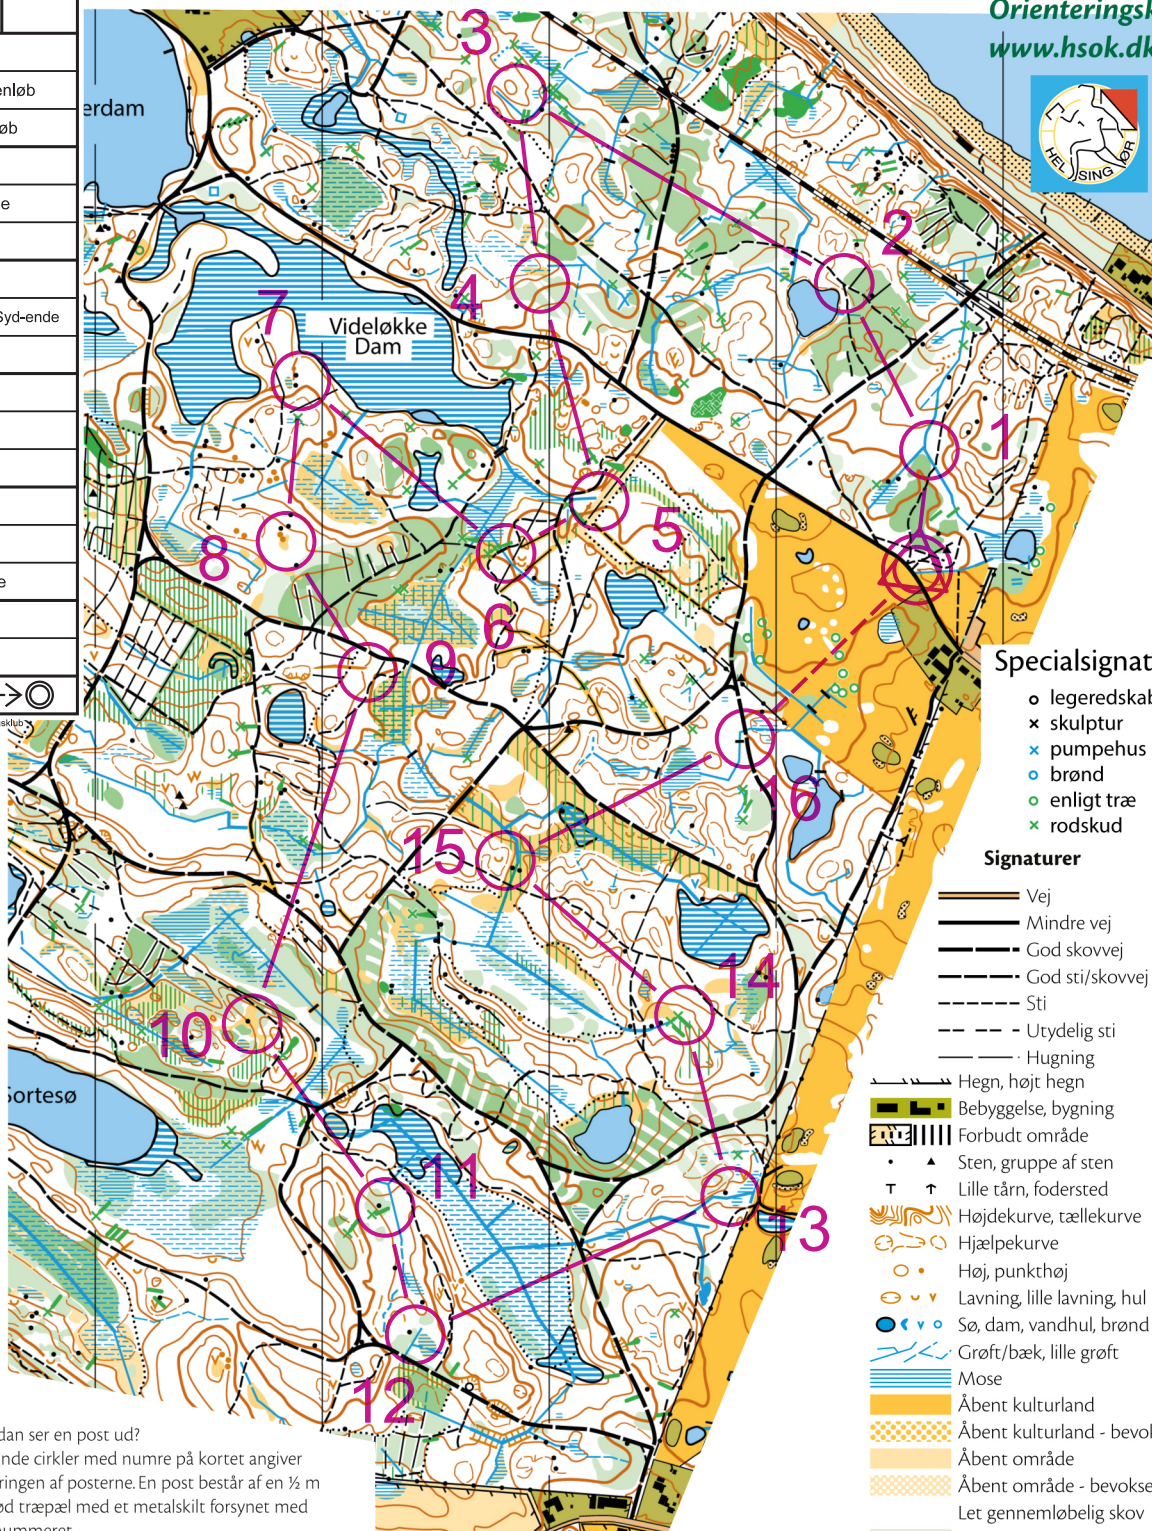 Orienteringsk
www.hsok.dk
HELSINGØR
enløb
øb
e
Syd-ende
e
sklub
erdam
Videløkke
Dam
Sortesø
3
2
4
7
1
5
8
6
9
16
15
14
10
11
13
12
Specialsignat
legeredskab
skulptur
pumpehus
brønd
enligt træ
rodskud
Signaturer
Vej
Mindre vej
God skovvej
God sti/skovvej
Sti
Utydelig sti
Hugning
Hegn, højt hegn
Bebyggelse, bygning
Forbudt område
Sten, gruppe af sten
Lille tårn, fodersted
Højdekurve, tællekurve
Hjælpekurve
Høj, punkthøj
Lavning, lille lavning, hul
Sø, dam, vandhul, brønd
Grøft/bæk, lille grøft
Mose
Åbent kulturland
Åbent kulturland - bevok
Åbent område
Åbent område - bevokse
Let gennemløbelig skov
dan ser en post ud?
nde cirkler med numre på kortet angiver
ringen af posterne. En post består af en ½ m
ød træpæl med et metalskilt forsynet med
nummeret